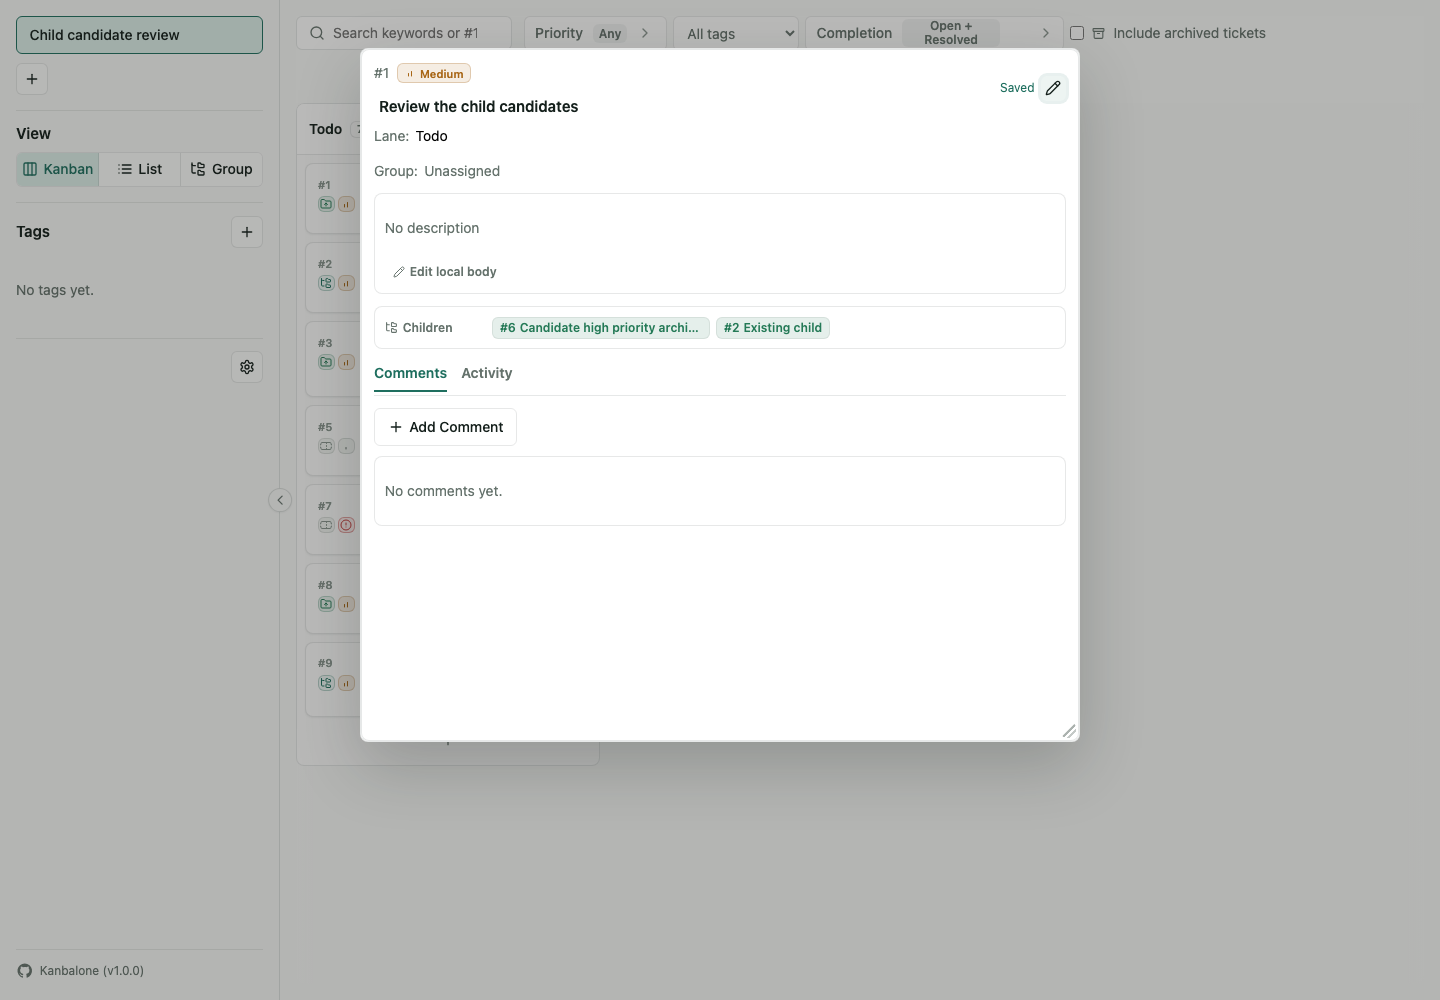 Child candidate review
View
Kanban
List
Group
Tags
No tags yet.
Kanbalone (v1.0.0)
Search keywords or #1
Priority
Any
All tags
Completion
Open + Resolved
Include archived tickets
Todo
#1
#2
#3
#5
#7
#8
#9
#1
Medium
Saved
Review the child candidates
Lane: Todo
Group: Unassigned
No description
Edit local body
Children
#6 Candidate high priority archi...
#2 Existing child
Comments
Activity
Add Comment
No comments yet.